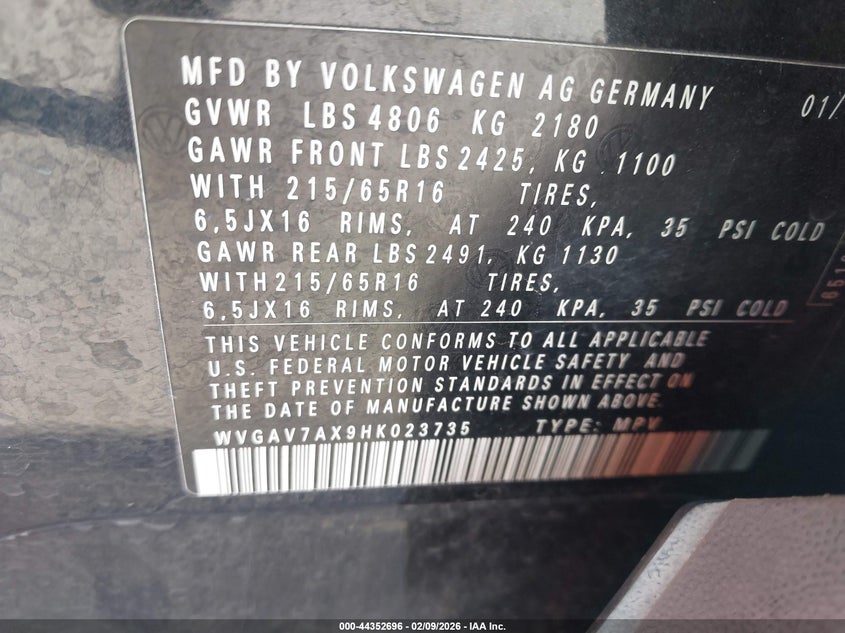 MFD BY VOLKSWAGEN AG GERMANY 01/
GVWR LBS 4806 KG 2180
GAWR FRONT LBS 2425, KG 1100
WITH 215/65R16 TIRES,
6,5JX16 RIMS, AT 240 KPA, 35 PSI COLD
GAWR REAR LBS 2491, KG 1130
WITH 215/65R16 TIRES,
6,5JX16 RIMS, AT 240 KPA, 35 PSI COLD
THIS VEHICLE CONFORMS TO ALL APPLICABLE
U.S. FEDERAL MOTOR VEHICLE SAFETY AND
THEFT PREVENTION STANDARDS IN EFFECT ON
THE DATE OF MANUFACTURE SHOWN ABOVE.
WVGAV7AX9HK023735 TYPE: MPV
000-44352696 - 02/09/2026 - IAA Inc.